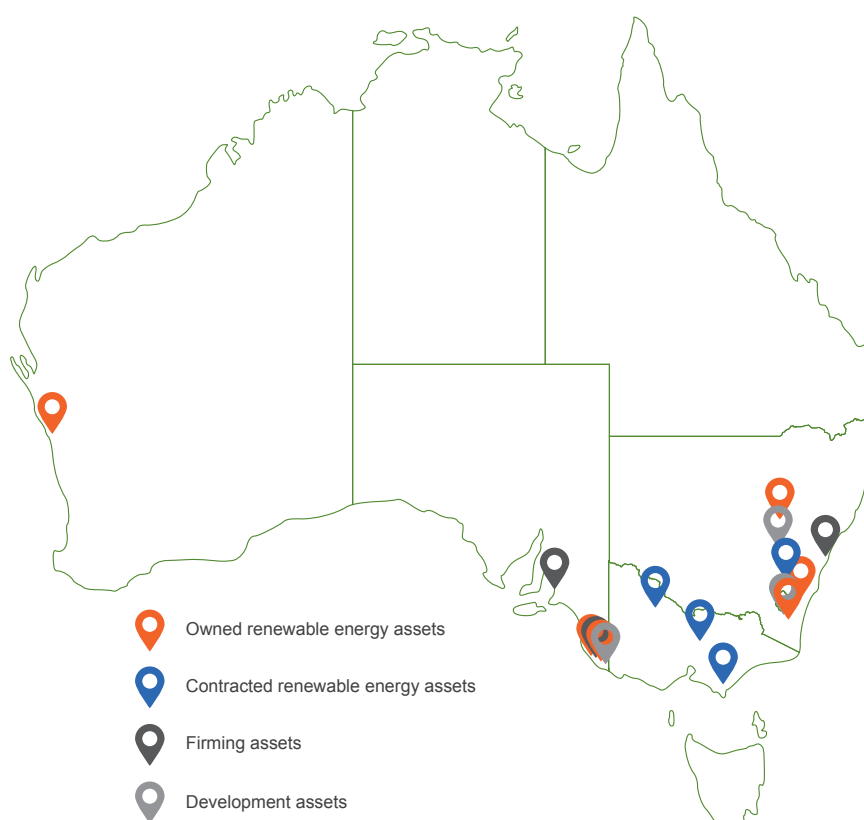 Owned renewable energy assets
Contracted renewable energy assets
Firming assets
Development assets